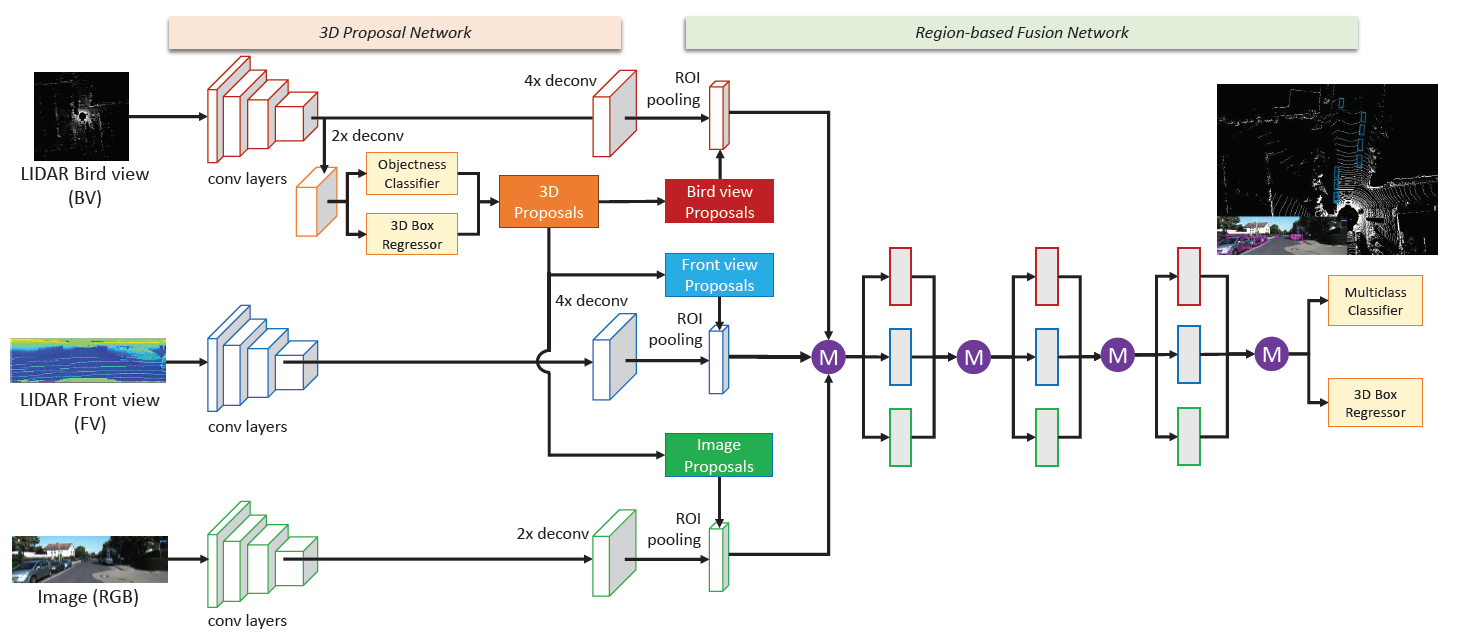 3D Proposal Network
Region-based Fusion Network
4x deconv
ROI
pooling
2x deconv
LIDAR Bird view
(BV)
conv layers
Objectness
Classifier
3D Box
Regressor
3D
Proposals
Bird view
Proposals
Front view
Proposals
4x deconv
ROI
pooling
LIDAR Front view
(FV)
conv layers
M
M
M
M
Multiclass
Classifier
3D Box
Regressor
Image
Proposals
2x deconv
ROI
pooling
Image (RGB)
conv layers